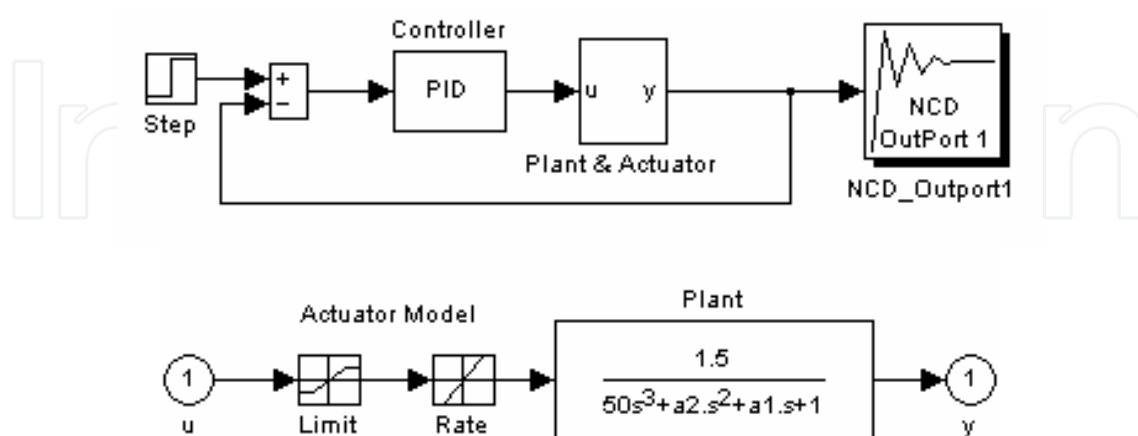 Controller
+
−
PID
u y
NCD
OutPort 1
Step
Plant & Actuator
NCD_Outport1
Plant
Actuator Model
1
1.5
50s³+a2.s²+a1.s+1
1
u
Limit
Rate
y